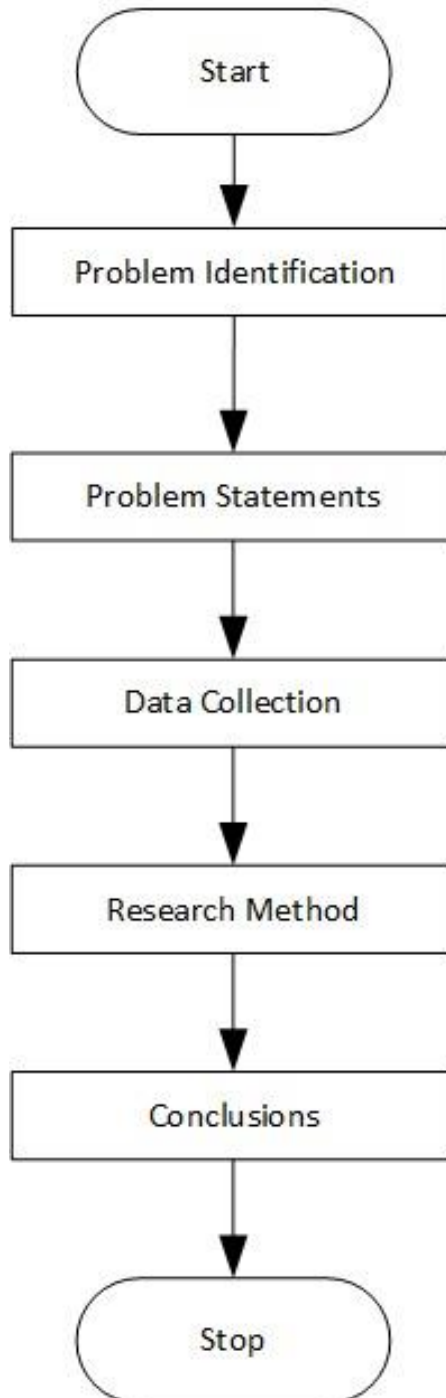 Start
Problem Identification
Problem Statements
Data Collection
Research Method
Conclusions
Stop